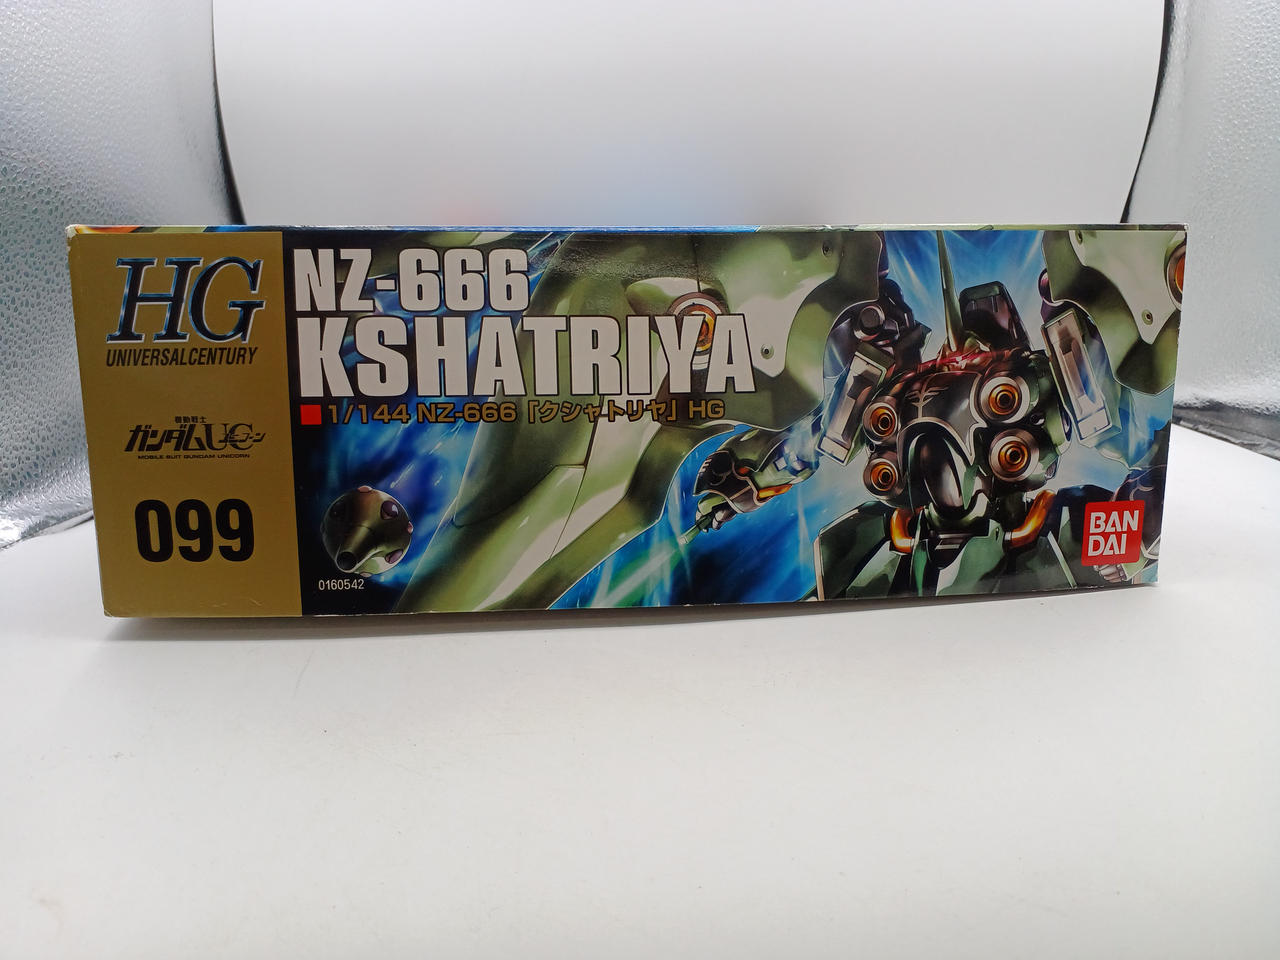 HG
UNIVERSAL CENTURY
機動戦士
ガンダムUC
ユニコーン
MOBILE SUIT GUNDAM UNICORN
099
NZ-666
KSHATRIYA
■1/144 NZ-666「クシャトリヤ」HG
0160542
BAN
DAI